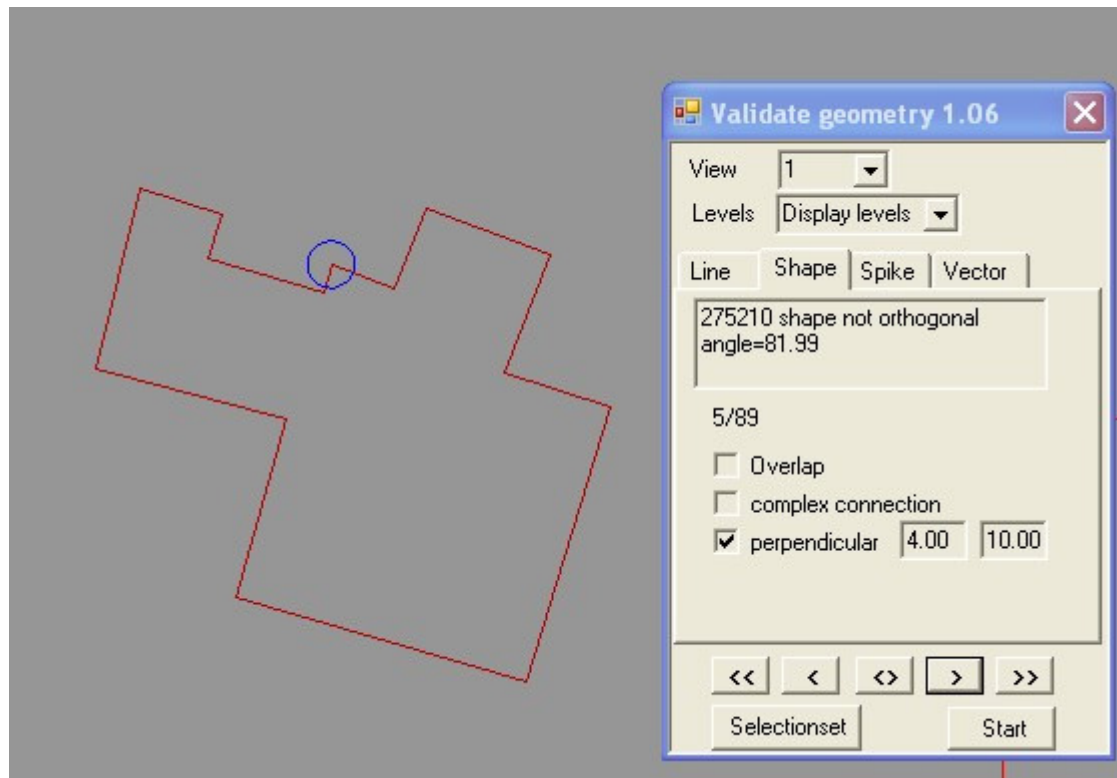 Validate geometry 1.06
View 1
Levels Display levels
Line Shape Spike Vector
275210 shape not orthogonal
angle=81.99
5/89
Overlap
complex connection
perpendicular 4.00 10.00
<< < <> > >>
Selectionset Start